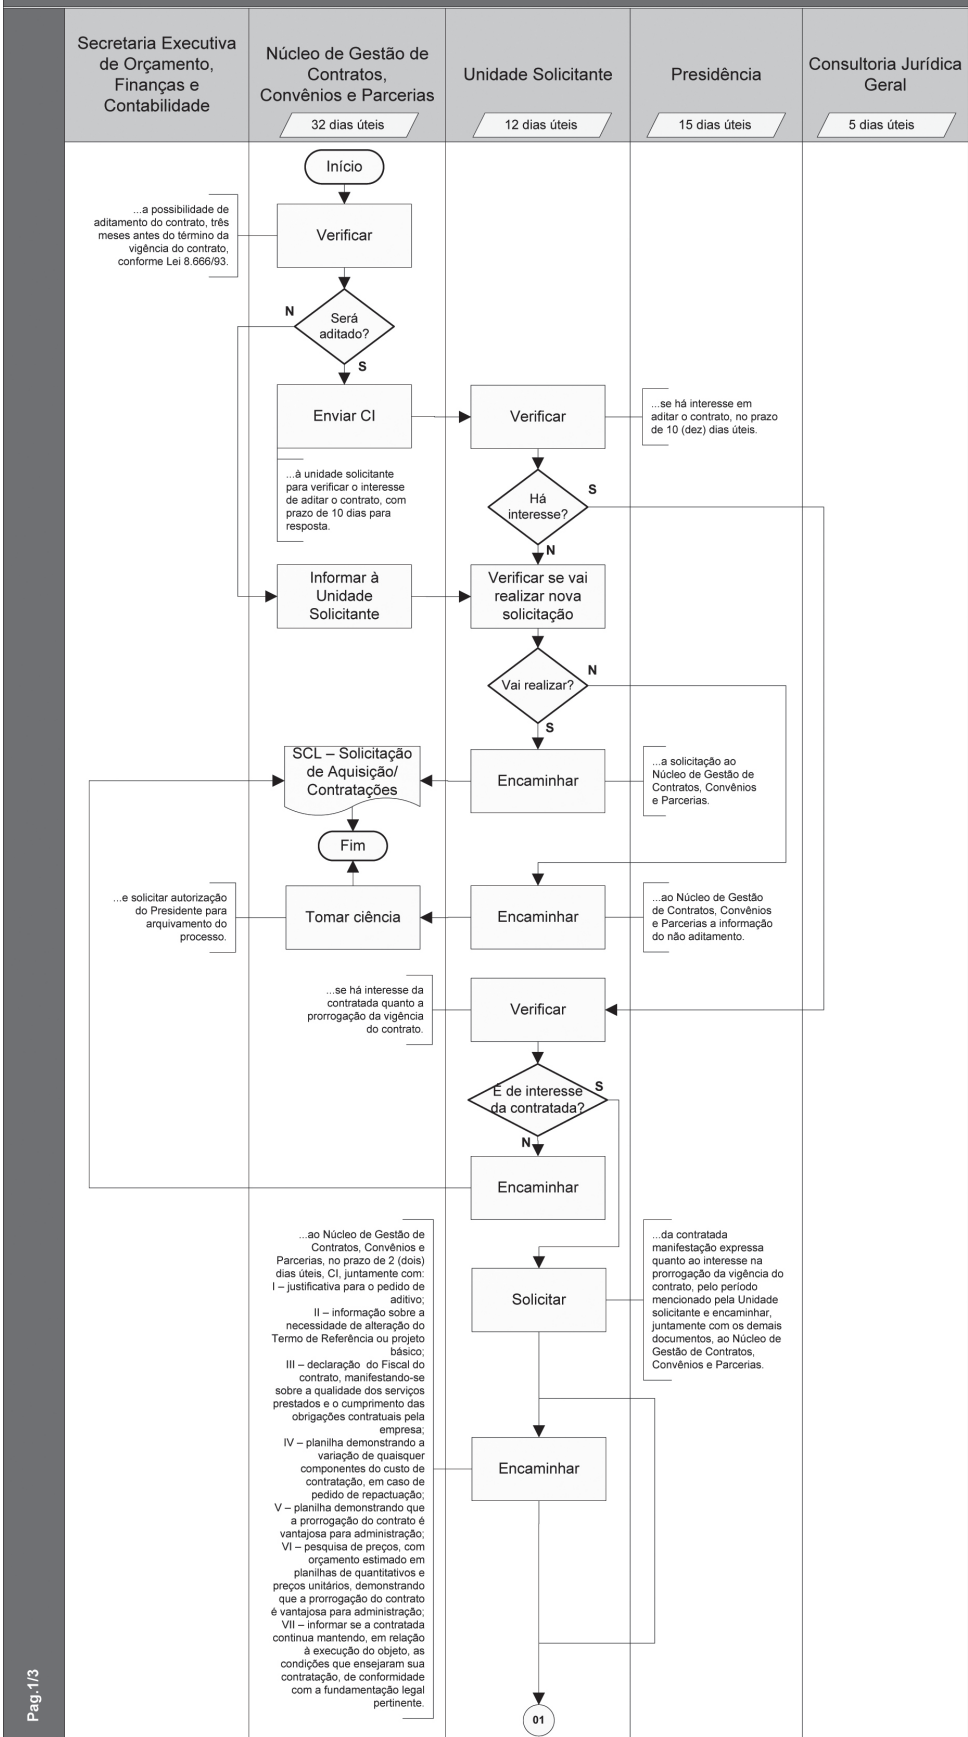 Secretaria Executiva
de Orçamento,
Finanças e
Contabilidade
Núcleo de Gestão de
Contratos,
Convênios e Parcerias
32 dias úteis
Unidade Solicitante
12 dias úteis
Presidência
15 dias úteis
Consultoria Jurídica
Geral
5 dias úteis
Início
...a possibilidade de
aditamento do contrato, três
meses antes do término da
vigência do contrato,
conforme Lei 8.666/93.
Verificar
N
Será
aditado?
S
Enviar CI
Verificar
...se há interesse em
aditar o contrato, no prazo
de 10 (dez) dias úteis.
...à unidade solicitante
para verificar o interesse
de aditar o contrato, com
prazo de 10 dias para
resposta.
Há
interesse?
S
N
Informar à
Unidade
Solicitante
Verificar se vai
realizar nova
solicitação
Vai realizar?
N
S
SCL – Solicitação
de Aquisição/
Contratações
Encaminhar
...a solicitação ao
Núcleo de Gestão de
Contratos, Convênios
e Parcerias.
Fim
...e solicitar autorização
do Presidente para
arquivamento do
processo.
Tomar ciência
Encaminhar
...ao Núcleo de Gestão
de Contratos, Convênios
e Parcerias a informação
do não aditamento.
...se há interesse da
contratada quanto a
prorrogação da vigência
do contrato.
Verificar
É de interesse
da contratada?
S
N
Encaminhar
...ao Núcleo de Gestão de
Contratos, Convênios e
Parcerias, no prazo de 2 (dois)
dias úteis, CI, juntamente com:
I – justificativa para o pedido de
aditivo;
II – informação sobre a
necessidade de alteração do
Termo de Referência ou projeto
básico;
III – declaração do Fiscal do
contrato, manifestando-se
sobre a qualidade dos serviços
prestados e o cumprimento das
obrigações contratuais pela
empresa;
IV – planilha demonstrando a
variação de quaisquer
componentes do custo de
contratação, em caso de
pedido de repactuação;
V – planilha demonstrando que
a prorrogação do contrato é
vantajosa para administração;
VI – pesquisa de preços, com
orçamento estimado em
planilhas de quantitativos e
preços unitários, demonstrando
que a prorrogação do contrato
é vantajosa para administração;
VII – informar se a contratada
continua mantendo, em relação
à execução do objeto, as
condições que ensejaram sua
contratação, de conformidade
com a fundamentação legal
pertinente.
Solicitar
...da contratada
manifestação expressa
quanto ao interesse na
prorrogação da vigência do
contrato, pelo período
mencionado pela Unidade
solicitante e encaminhar,
juntamente com os demais
documentos, ao Núcleo de
Gestão de Contratos,
Convênios e Parcerias.
Encaminhar
01
Pag.1/3